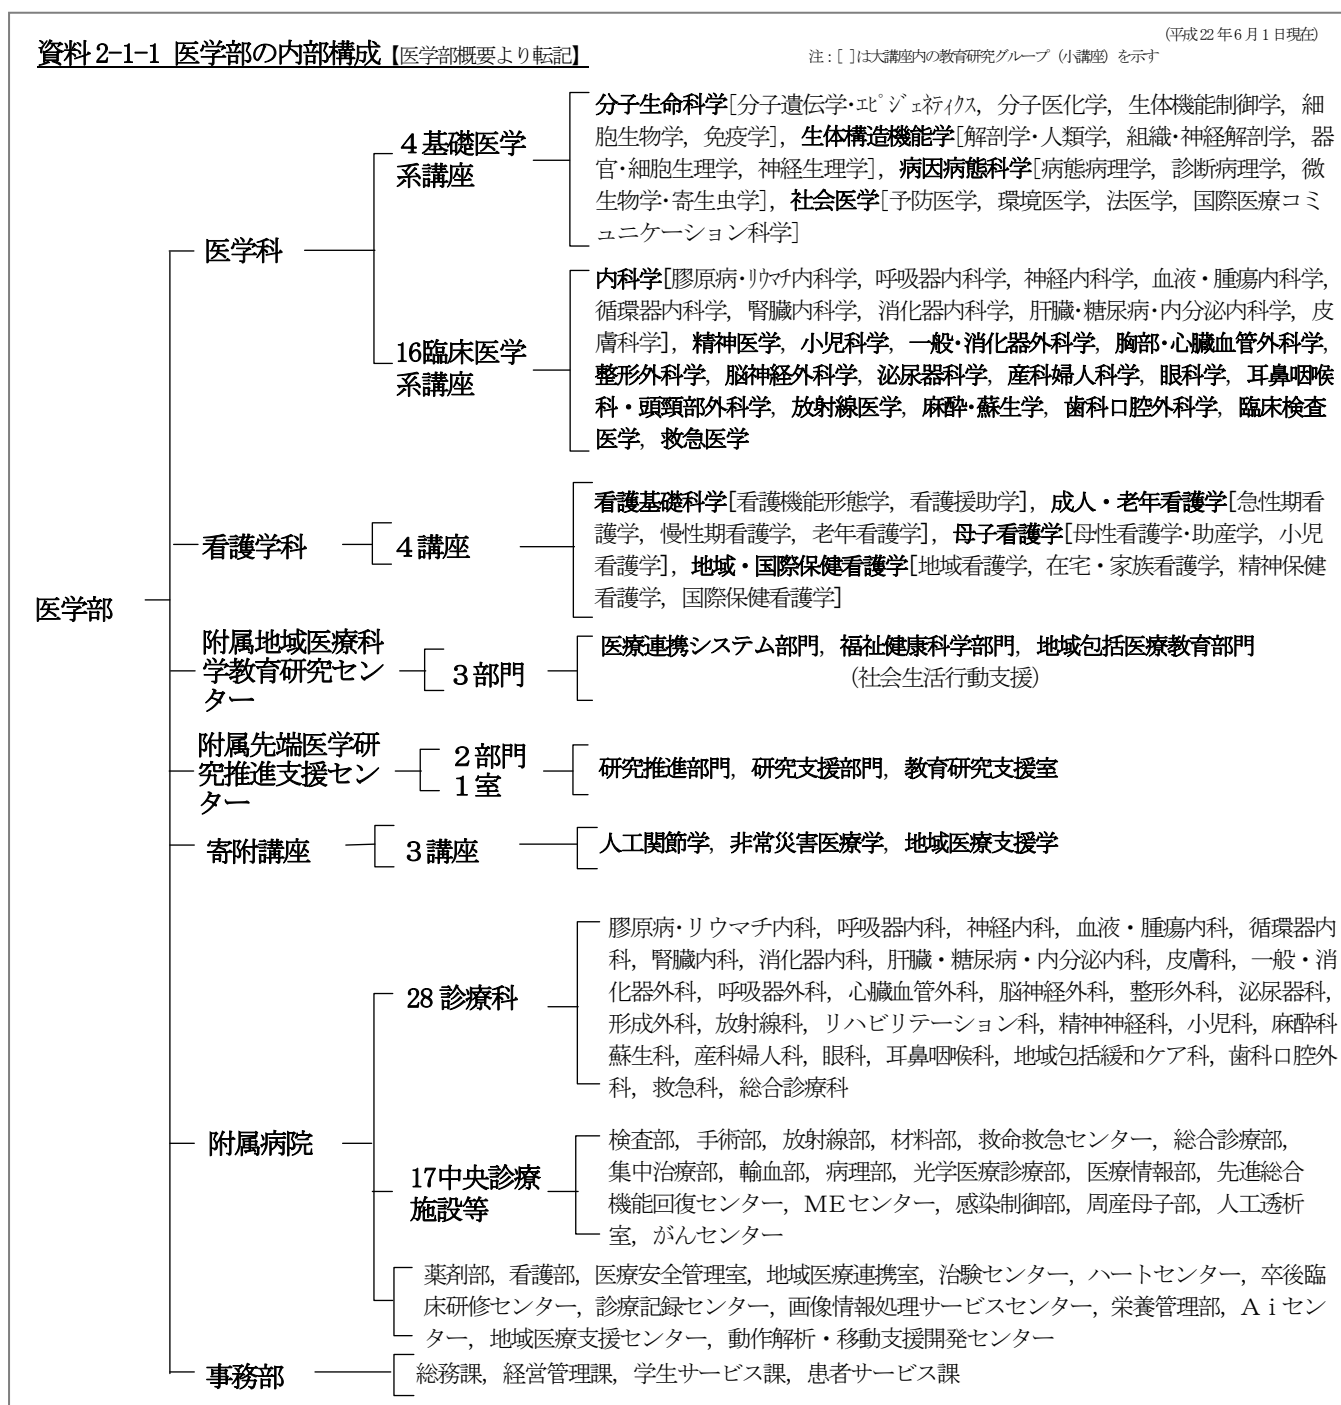 (平成22年6月1日現在)
資料2-1-1 医学部の内部構成【医学部概要より転記】
注：[ ]は大講座内の教育研究グループ（小講座）を示す
医学部
医学科
４基礎医学
系講座
分子生命科学[分子遺伝学・エピジェネティクス，分子医化学，生体機能制御学，細
胞生物学，免疫学]，生体構造機能学[解剖学・人類学，組織・神経解剖学，器
官・細胞生理学，神経生理学]，病因病態科学[病態病理学，診断病理学，微
生物学・寄生虫学]，社会医学[予防医学，環境医学，法医学，国際医療コミ
ュニケーション科学]
16臨床医学
系講座
内科学[膠原病・リウマチ内科学，呼吸器内科学，神経内科学，血液・腫瘍内科学，
循環器内科学，腎臓内科学，消化器内科学，肝臓・糖尿病・内分泌内科学，皮
膚科学]，精神医学，小児科学，一般・消化器外科学，胸部・心臓血管外科学，
整形外科学，脳神経外科学，泌尿器科学，産科婦人科学，眼科学，耳鼻咽喉
科・頭頸部外科学，放射線医学，麻酔・蘇生学，歯科口腔外科学，臨床検査
医学，救急医学
看護学科
４講座
看護基礎科学[看護機能形態学，看護援助学]，成人・老年看護学[急性期看
護学，慢性期看護学，老年看護学]，母子看護学[母性看護学・助産学，小児
看護学]，地域・国際保健看護学[地域看護学，在宅・家族看護学，精神保健
看護学，国際保健看護学]
附属地域医療科
学教育研究セン
ター
３部門
医療連携システム部門，福祉健康科学部門，地域包括医療教育部門
（社会生活行動支援）
附属先端医学研
究推進支援セン
ター
２部門
１室
研究推進部門，研究支援部門，教育研究支援室
寄附講座
３講座
人工関節学，非常災害医療学，地域医療支援学
附属病院
28診療科
膠原病・リウマチ内科，呼吸器内科，神経内科，血液・腫瘍内科，循環器内
科，腎臓内科，消化器内科，肝臓・糖尿病・内分泌内科，皮膚科，一般・消
化器外科，呼吸器外科，心臓血管外科，脳神経外科，整形外科，泌尿器科，
形成外科，放射線科，リハビリテーション科，精神神経科，小児科，麻酔科
蘇生科，産科婦人科，眼科，耳鼻咽喉科，地域包括緩和ケア科，歯科口腔外
科，救急科，総合診療科
17中央診療
施設等
検査部，手術部，放射線部，材料部，救命救急センター，総合診療部，
集中治療部，輸血部，病理部，光学医療診療部，医療情報部，先進総合
機能回復センター，ＭＥセンター，感染制御部，周産母子部，人工透析
室，がんセンター
薬剤部，看護部，医療安全管理室，地域医療連携室，治験センター，ハートセンター，卒後臨
床研修センター，診療記録センター，画像情報処理サービスセンター，栄養管理部，Ａｉセン
ター，地域医療支援センター，動作解析・移動支援開発センター
事務部
総務課，経営管理課，学生サービス課，患者サービス課